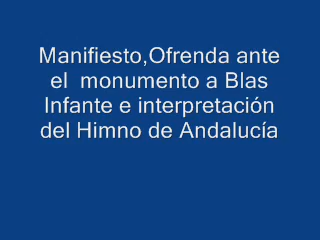 Manifiesto,Ofrenda ante
el  monumento a Blas
Infante e interpretación
del Himno de Andalucía